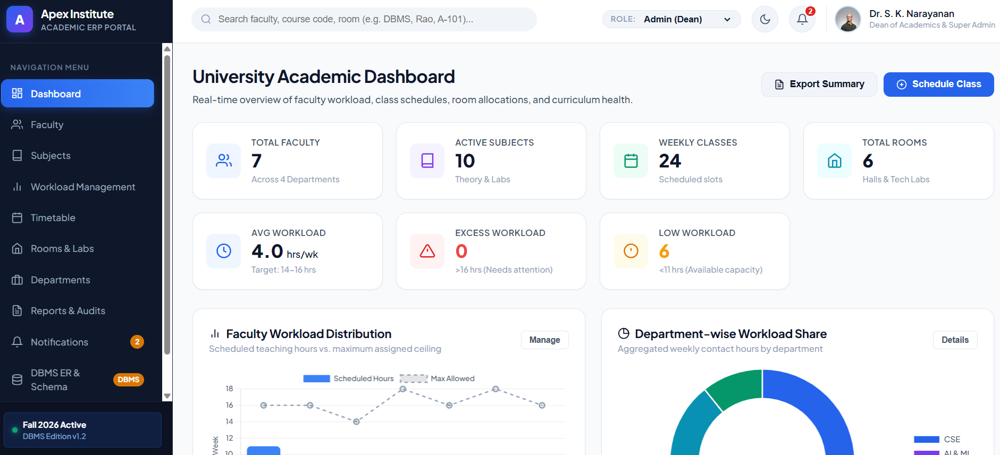 A
Apex Institute
ACADEMIC ERP PORTAL
Search faculty, course code, room (e.g. DBMS, Rao, A-101)...
ROLE: Admin (Dean)
2
Dr. S. K. Narayanan
Dean of Academics & Super Admin
NAVIGATION MENU
Dashboard
Faculty
Subjects
Workload Management
Timetable
Rooms & Labs
Departments
Reports & Audits
Notifications 2
DBMS ER &
Schema
DBMS
Fall 2026 Active
DBMS Edition v1.2
University Academic Dashboard
Real-time overview of faculty workload, class schedules, room allocations, and curriculum health.
Export Summary
Schedule Class
TOTAL FACULTY
7
Across 4 Departments
ACTIVE SUBJECTS
10
Theory & Labs
WEEKLY CLASSES
24
Scheduled slots
TOTAL ROOMS
6
Halls & Tech Labs
AVG WORKLOAD
4.0 hrs/wk
Target: 14-16 hrs
EXCESS WORKLOAD
0
>16 hrs (Needs attention)
LOW WORKLOAD
6
<11 hrs (Available capacity)
Faculty Workload Distribution
Scheduled teaching hours vs. maximum assigned ceiling
Manage
Scheduled Hours
Max Allowed
18
16
14
12
10
Week
Department-wise Workload Share
Aggregated weekly contact hours by department
Details
CSE
AI & ML